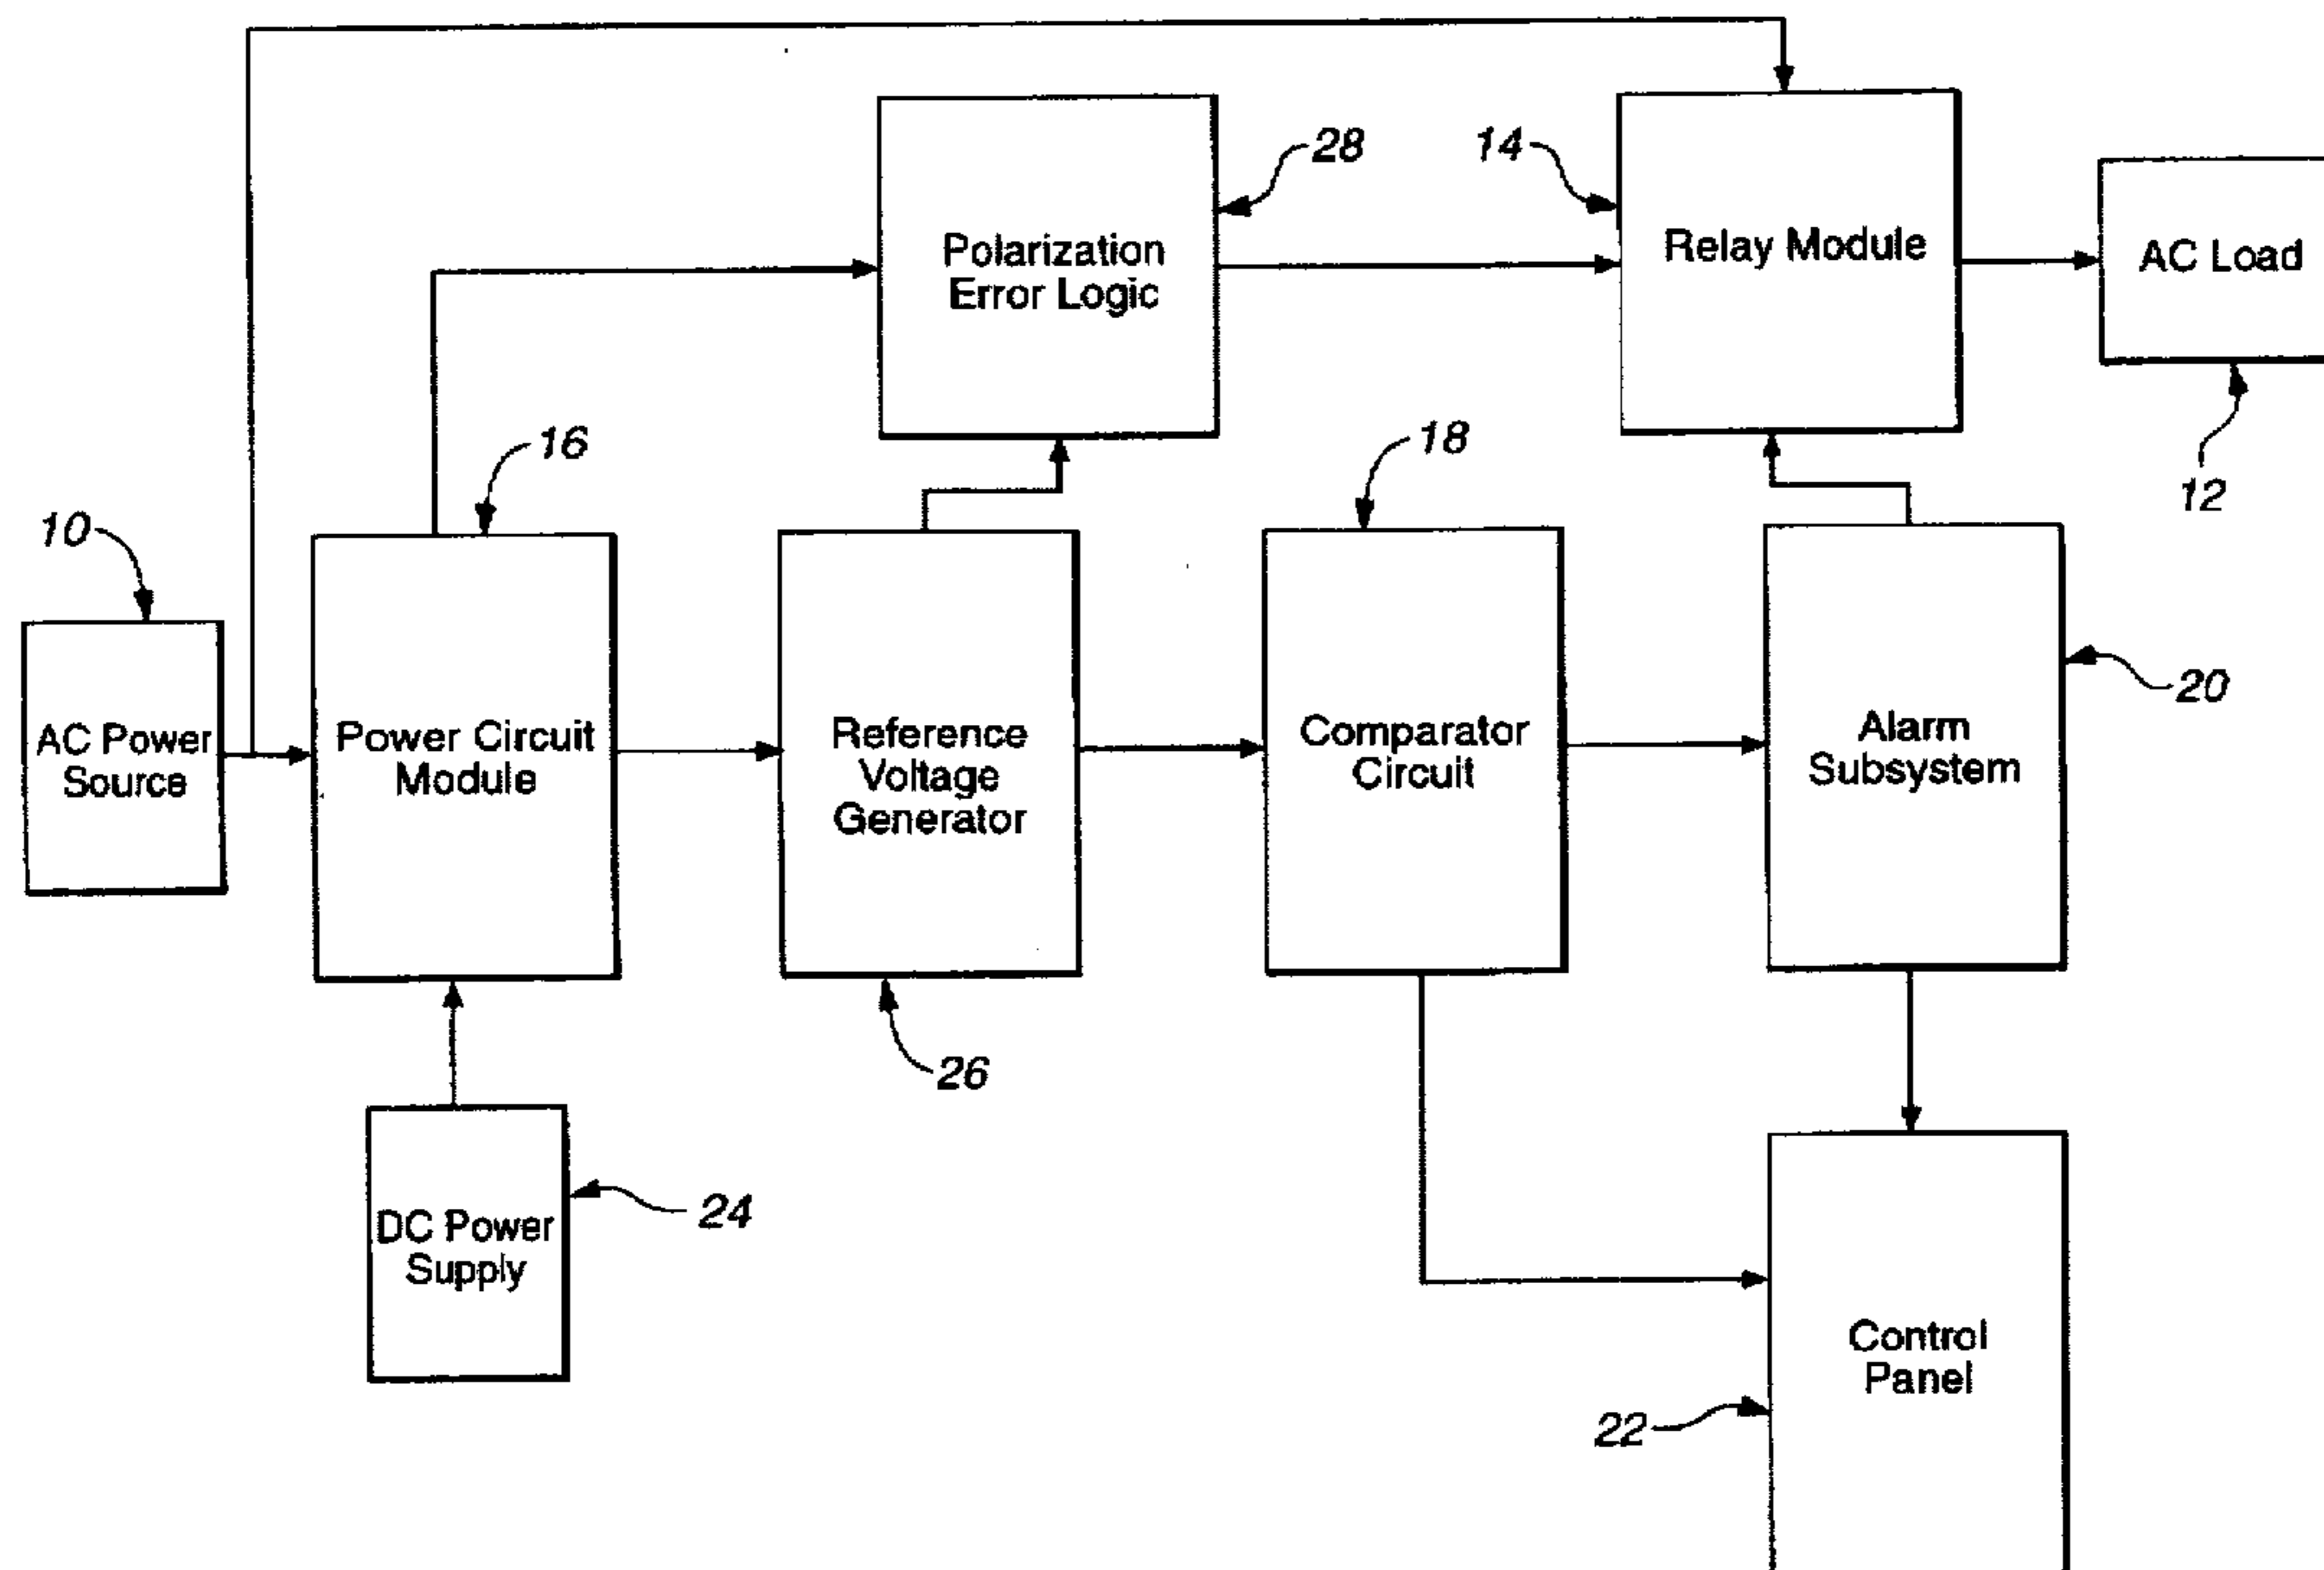 28
14
Polarization
Error Logic
Relay Module
AC Load
16
18
12
10
AC Power
Source
Power Circuit
Module
Reference
Voltage
Generator
Comparator
Circuit
Alarm
Subsystem
20
26
DC Power
Supply
24
Control
Panel
22